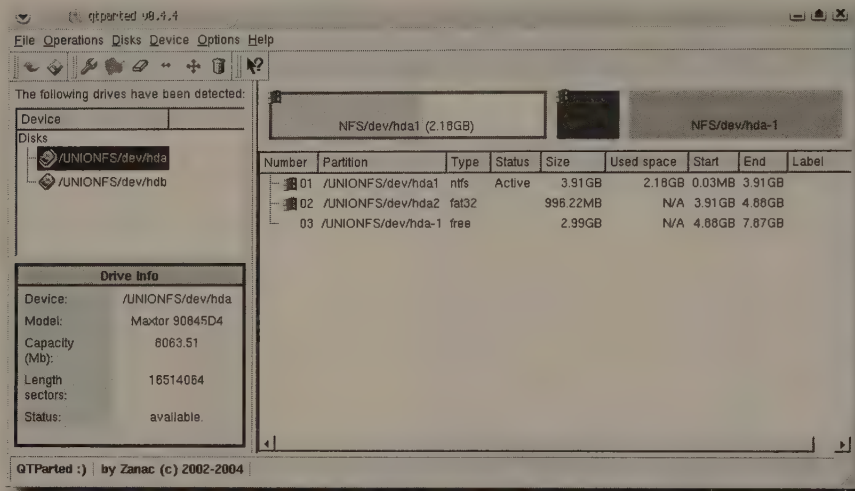 qtparted v0.4.4
File Operations Disks Device Options Help
The following drives have been detected:
Device
Disks
/UNIONFS/dev/hda
/UNIONFS/dev/hdb
Drive Info
Device: /UNIONFS/dev/hda
Model: Maxtor 90845D4
Capacity (Mb): 8063.51
Length sectors: 16514064
Status: available.
NFS/dev/hda1 (2.18GB)
NFS/dev/hda-1
Number Partition Type Status Size Used space Start End Label
01 /UNIONFS/dev/hda1 ntfs Active 3.91GB 2.18GB 0.03MB 3.91GB
02 /UNIONFS/dev/hda2 fat32 996.22MB N/A 3.91GB 4.88GB
03 /UNIONFS/dev/hda-1 free 2.99GB N/A 4.88GB 7.87GB
QTParted :) by Zanac (c) 2002-2004